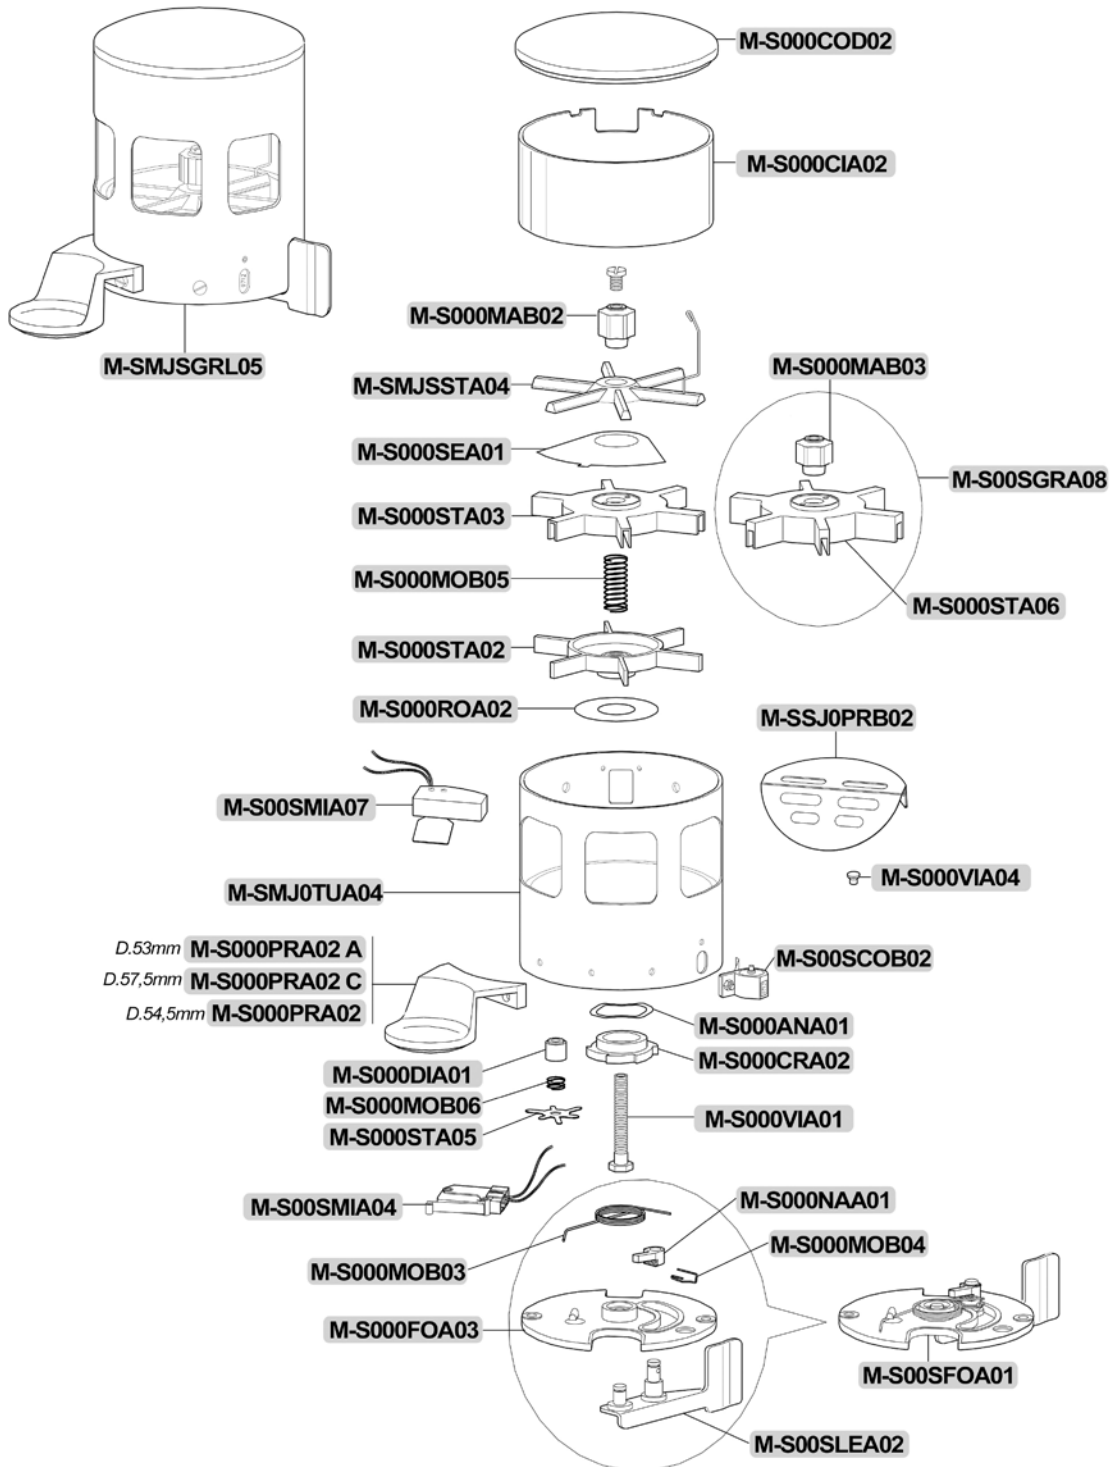 M-S000COD02
M-S000CIA02
M-S000MAB02
M-SMJSGRL05
M-SMJSSTA04
M-S000MAB03
M-S000SEA01
M-S00SGRA08
M-S000STA03
M-S000MOB05
M-S000STA06
M-S000STA02
M-S000ROA02
M-SSJ0PRB02
M-S00SMIA07
M-S000VIA04
M-SMJ0TUA04
D.53mm M-S000PRA02 A
M-S00SCOB02
D.57,5mm M-S000PRA02 C
D.54,5mm M-S000PRA02
M-S000ANA01
M-S000CRA02
M-S000DIA01
M-S000MOB06
M-S000VIA01
M-S000STA05
M-S000NAA01
M-S00SMIA04
M-S000MOB04
M-S000MOB03
M-S000FOA03
M-S00SFOA01
M-S00SLEA02